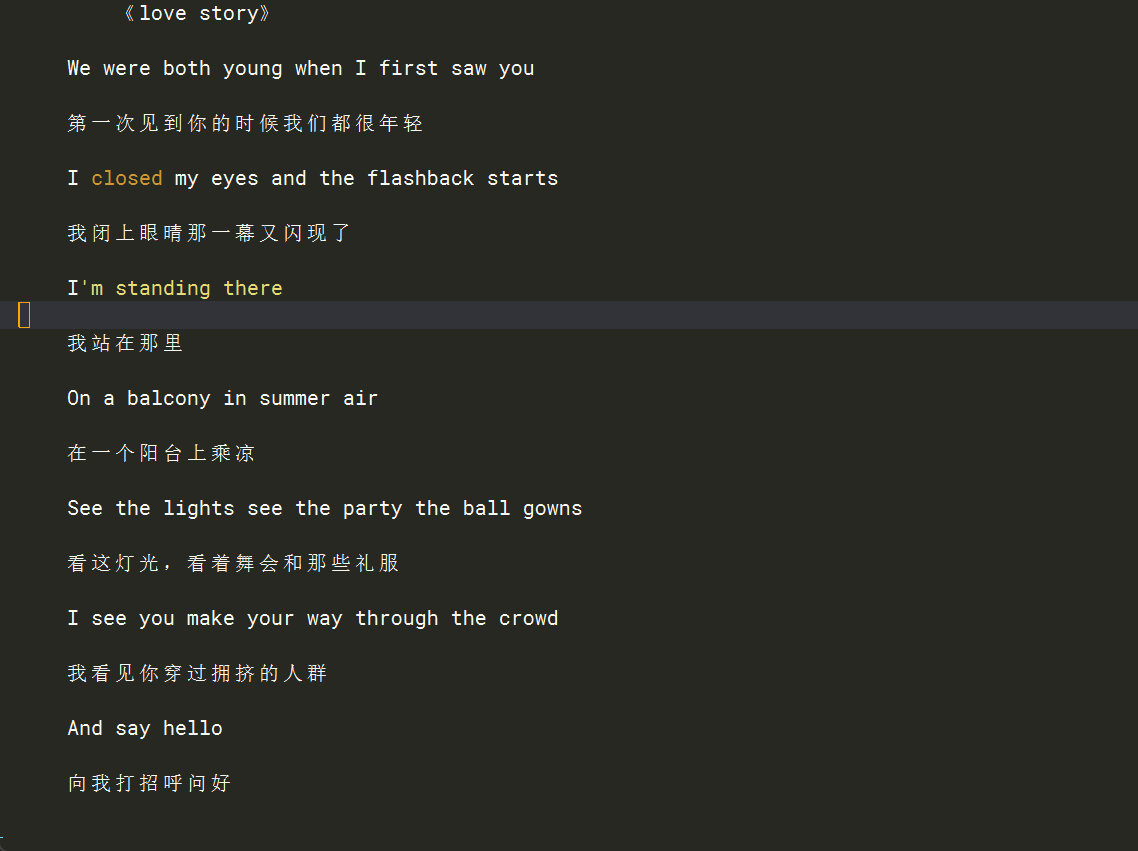 《love story》
We were both young when I first saw you
第一次见到你的时候我们都很年轻
I closed my eyes and the flashback starts
我闭上眼晴那一幕又闪现了
I'm standing there
我站在那里
On a balcony in summer air
在一个阳台上乘凉
See the lights see the party the ball gowns
看这灯光，看着舞会和那些礼服
I see you make your way through the crowd
我看见你穿过拥挤的人群
And say hello
向我打招呼问好